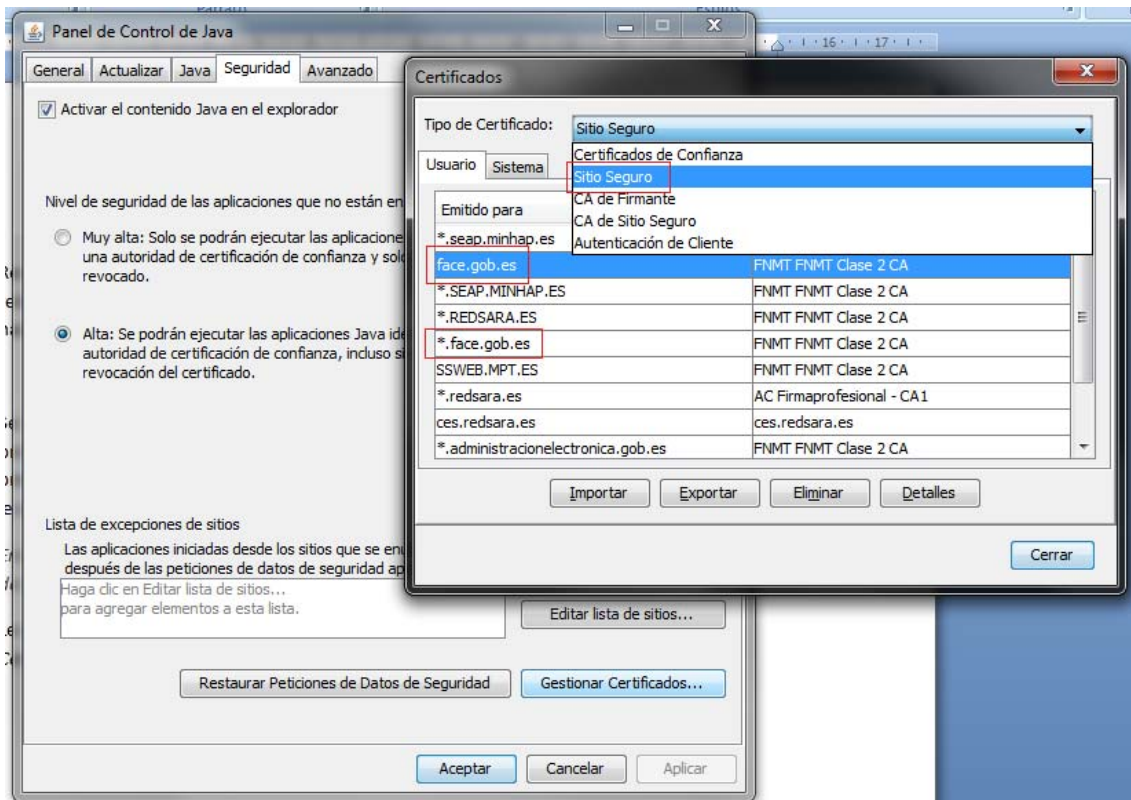 Párrafo
Estilos
Panel de Control de Java
16 17
General Actualizar Java Seguridad Avanzado
Activar el contenido Java en el explorador
Nivel de seguridad de las aplicaciones que no están en
Muy alta: Solo se podrán ejecutar las aplicacione
una autoridad de certificación de confianza y solo
revocado.
Alta: Se podrán ejecutar las aplicaciones Java ide
autoridad de certificación de confianza, incluso si
revocación del certificado.
Lista de excepciones de sitios
Las aplicaciones iniciadas desde los sitios que se enu
después de las peticiones de datos de seguridad ap
Haga clic en Editar lista de sitios...
para agregar elementos a esta lista.
Editar lista de sitios...
Restaurar Peticiones de Datos de Seguridad
Gestionar Certificados...
Aceptar Cancelar Aplicar
Certificados
Tipo de Certificado: Sitio Seguro
Certificados de Confianza
Sitio Seguro
CA de Firmante
CA de Sitio Seguro
Autenticación de Cliente
Usuario Sistema
Emitido para
*.seap.minhap.es
face.gob.es FNMT FNMT Clase 2 CA
*.SEAP.MINHAP.ES FNMT FNMT Clase 2 CA
*.REDSARA.ES FNMT FNMT Clase 2 CA
*.face.gob.es FNMT FNMT Clase 2 CA
SSWEB.MPT.ES FNMT FNMT Clase 2 CA
*.redsara.es AC Firmaprofesional - CA1
ces.redsara.es ces.redsara.es
*.administracionelectronica.gob.es FNMT FNMT Clase 2 CA
Importar Exportar Eliminar Detalles
Cerrar